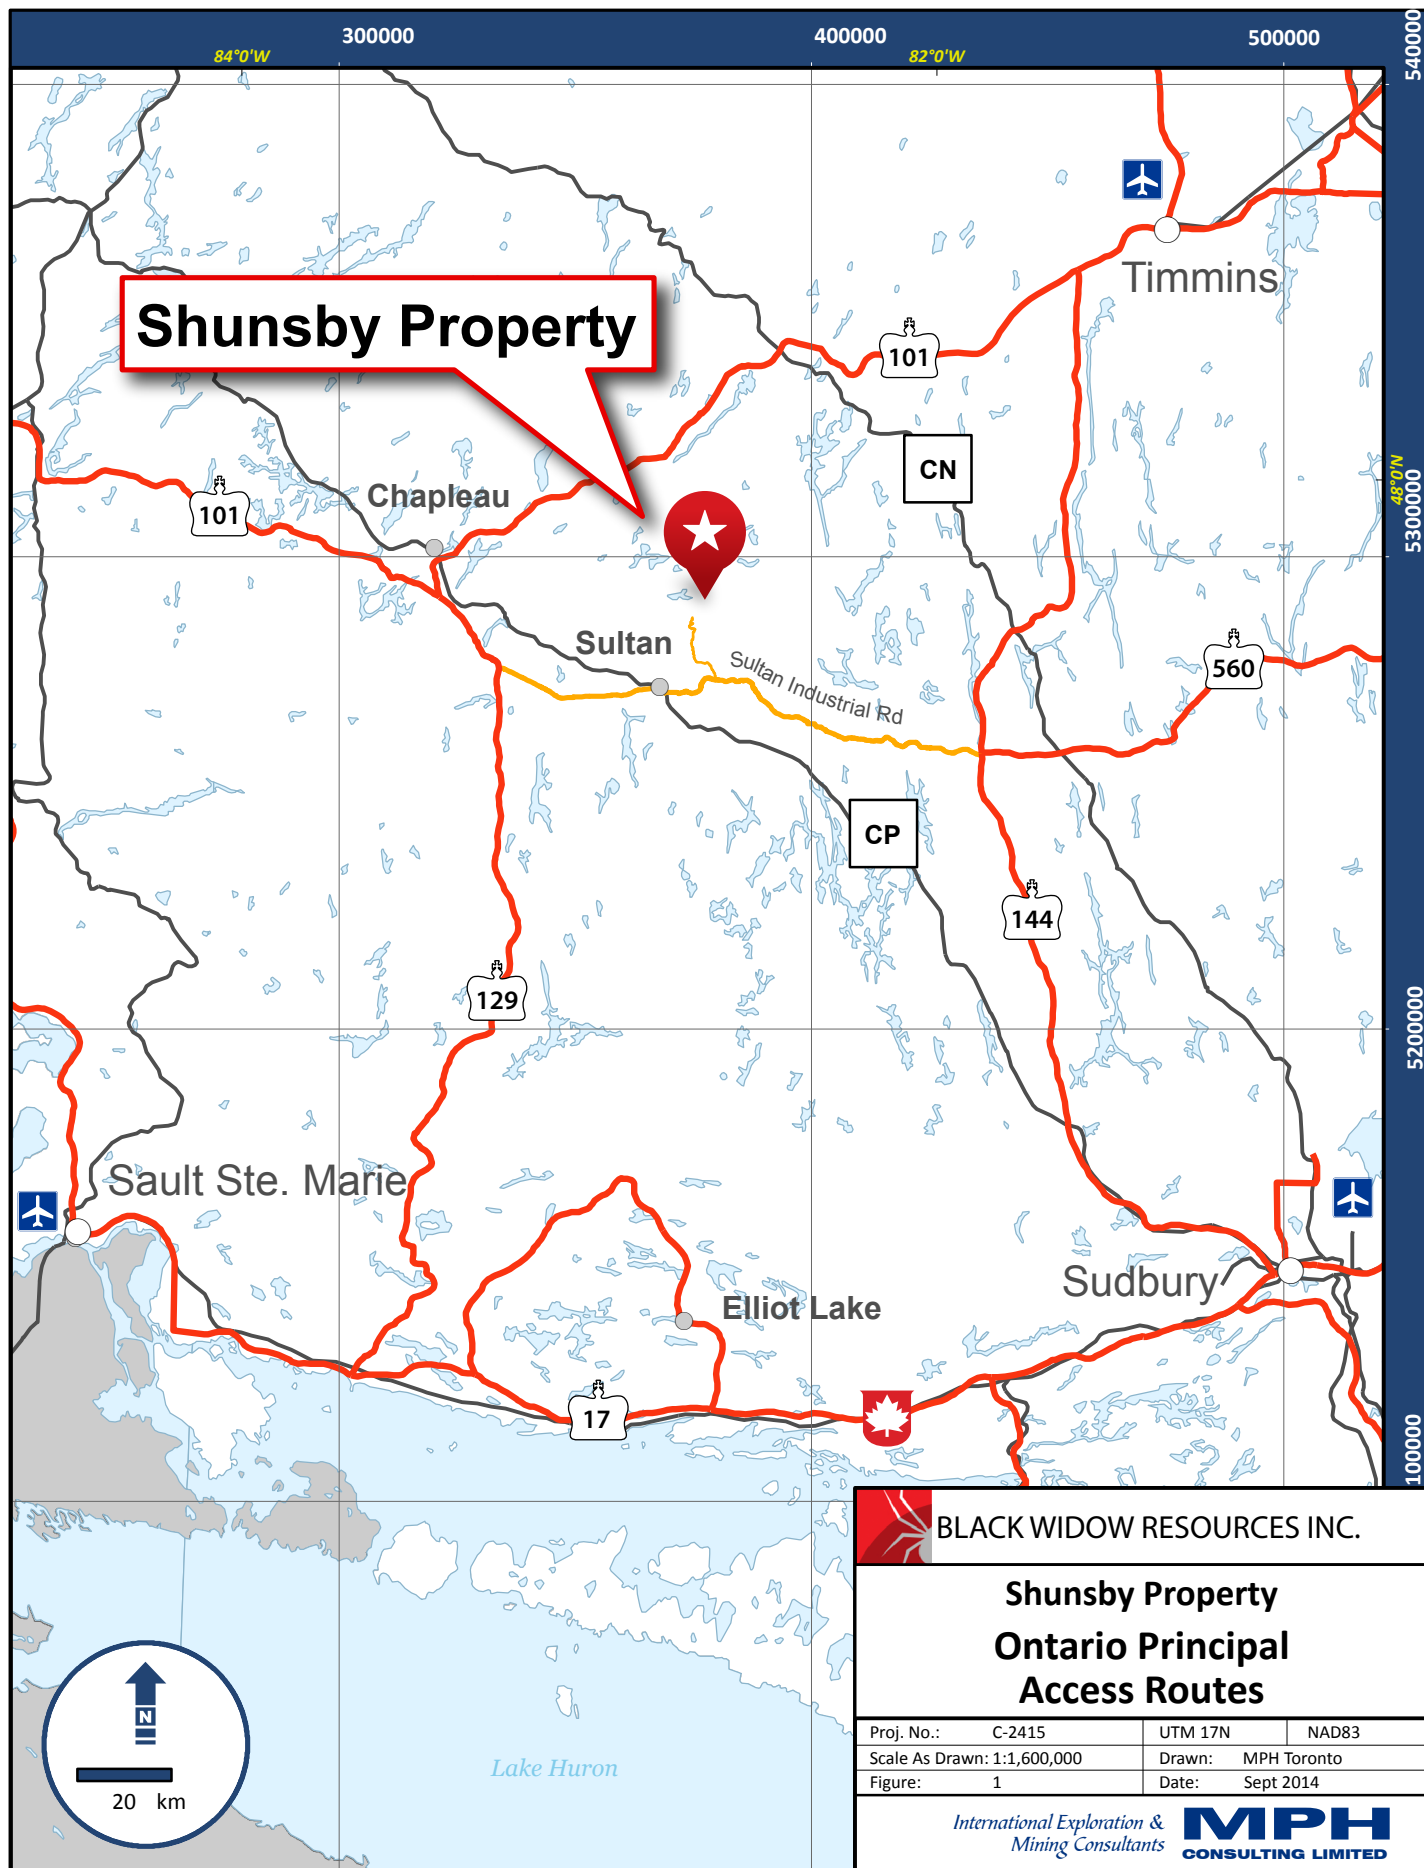 300000
400000
500000
84°0'W
82°0'W
540000
Timmins
Shunsby Property
101
CN
48°0'N
5300000
Chapleau
101
Sultan
Sultan Industrial Rd
560
CP
144
129
5200000
Sault Ste. Marie
Sudbury
Elliot Lake
17
100000
BLACK WIDOW RESOURCES INC.
Shunsby Property
Ontario Principal
Access Routes
Proj. No.: C-2415 UTM 17N NAD83
Scale As Drawn: 1:1,600,000 Drawn: MPH Toronto
Figure: 1 Date: Sept 2014
N
20 km
Lake Huron
International Exploration &
Mining Consultants
MPH
CONSULTING LIMITED